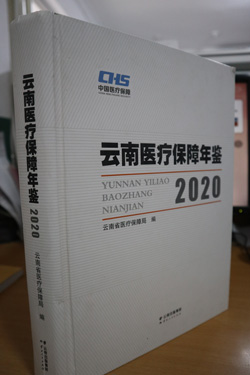 CHS
中国医疗保障
云南医疗保障年鉴
YUNNAN YILIAO
BAOZHANG
NIANJIAN
2020
云南省医疗保障局 编
云南医疗保障年鉴 2020
云南省医疗保障局 编